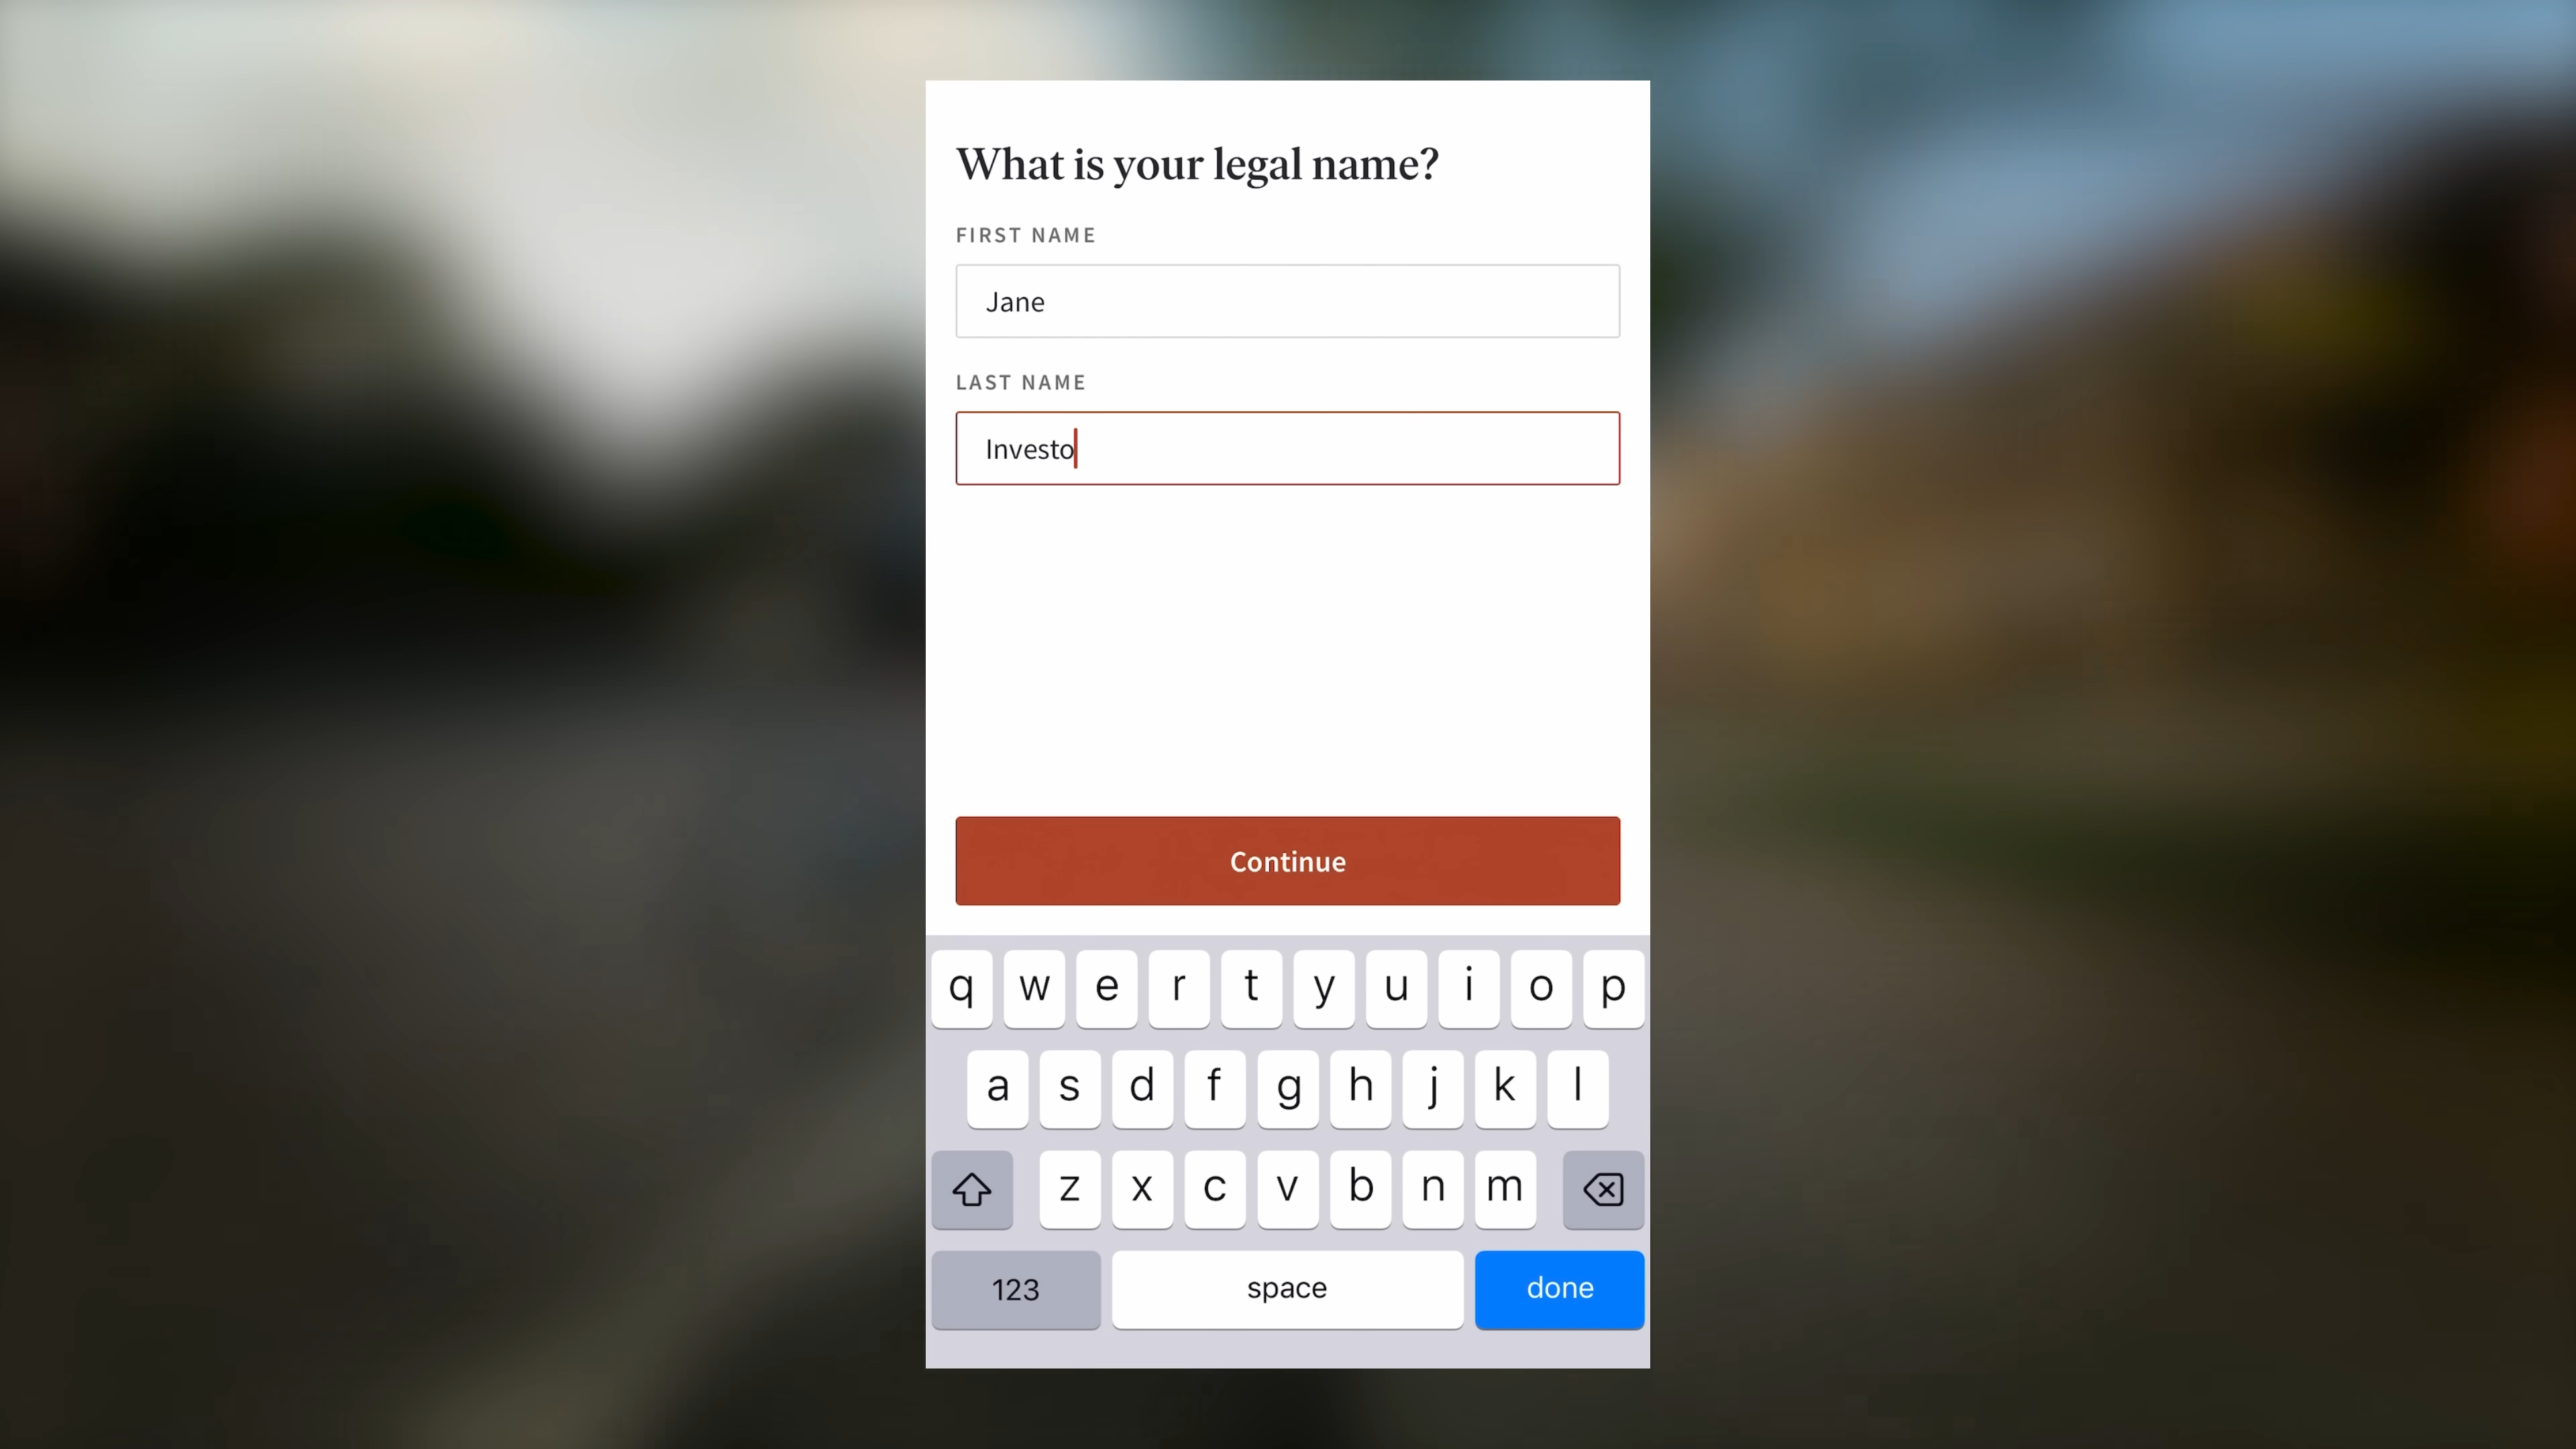 What is your legal name?
FIRST NAME
Jane
LAST NAME
Investo
Continue
q w e r t y u i o p
a s d f g h j k l
z x c v b n m
123 space done